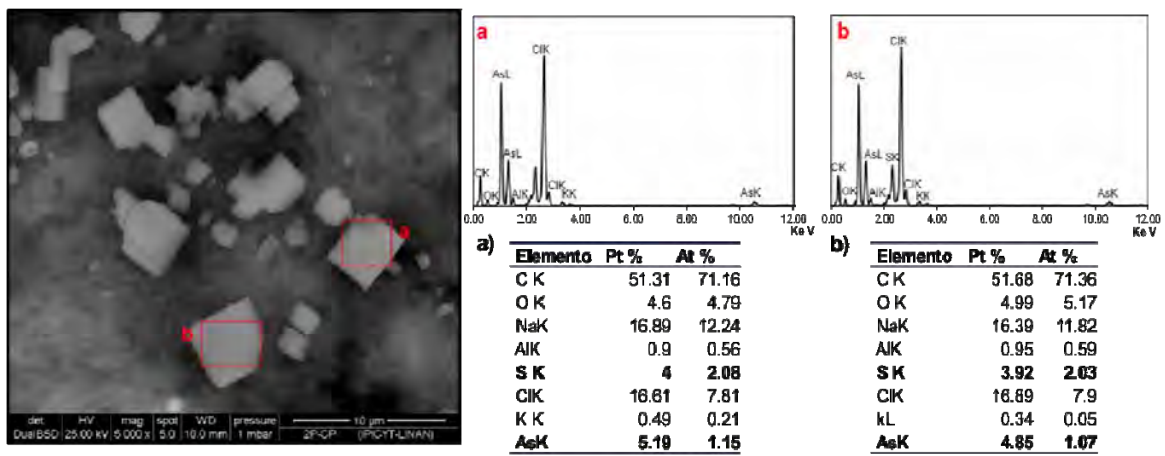 a
b
det HV mag spot WD pressure 10 µm
Dual BSD 25.00 kV 5 000 x 5.0 10.0 mm 1 mbar 2P-CP (IPICYT-LINAN)
a
ClK
AsL
AsL
CK
OK
AlK
ClK
KK
AsK
0.00 2.00 4.00 6.00 8.00 10.00 12.00
Ke V
b
ClK
AsL
AsL
SK
CK
OK
AlK
ClK
KK
AsK
0.00 2.00 4.00 6.00 8.00 10.00 12.00
Ke V
a)
Elemento Pt % At %
C K 51.31 71.16
O K 4.6 4.79
NaK 16.89 12.24
AlK 0.9 0.56
S K 4 2.08
ClK 16.61 7.81
K K 0.49 0.21
AsK 5.19 1.15
b)
Elemento Pt % At %
C K 51.68 71.36
O K 4.99 5.17
NaK 16.39 11.82
AlK 0.95 0.59
S K 3.92 2.03
ClK 16.89 7.9
kL 0.34 0.05
AsK 4.85 1.07